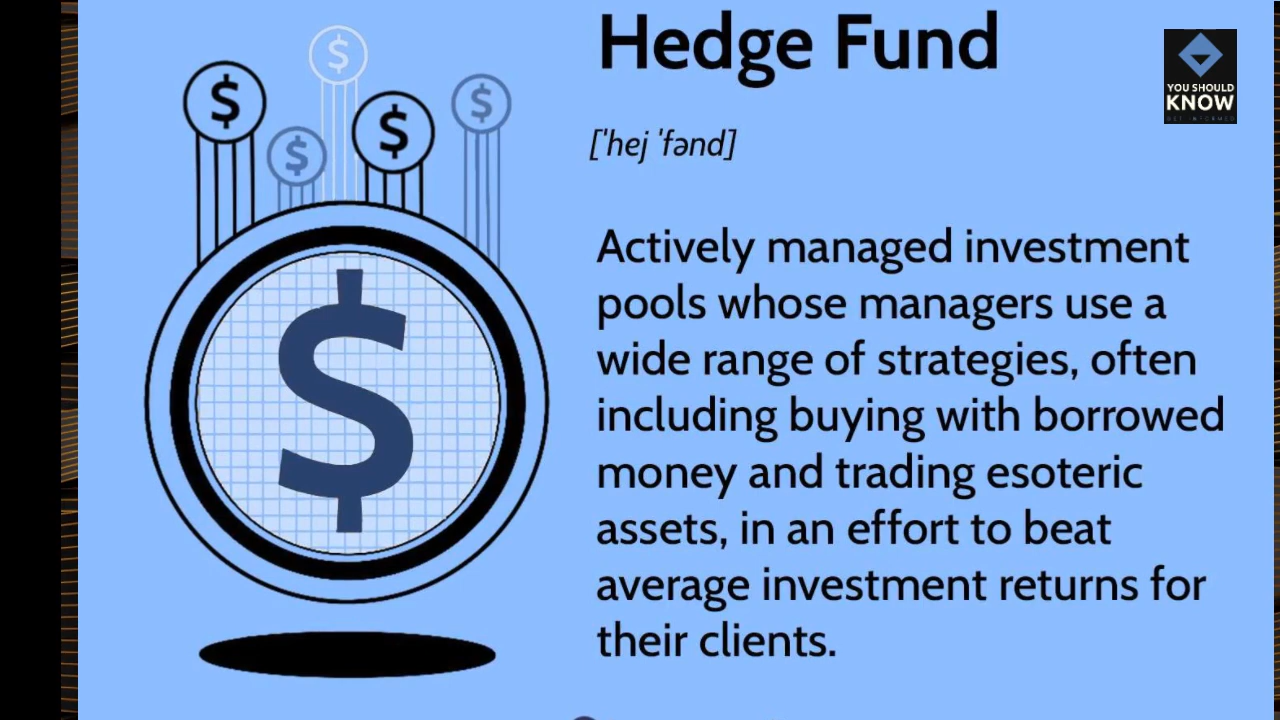 Hedge Fund
['hej 'fənd]
Actively managed investment
pools whose managers use a
wide range of strategies, often
including buying with borrowed
money and trading esoteric
assets, in an effort to beat
average investment returns for
their clients.
YOU SHOULD
KNOW
GET INFORMED
$
$
$
$
$
$